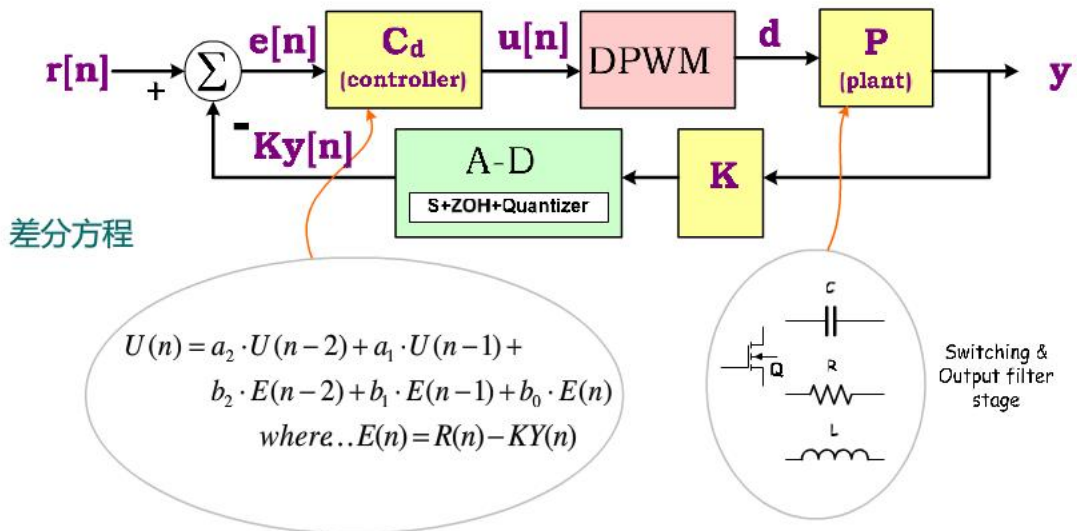 r[n]
+
Σ
e[n]
C_d
(controller)
u[n]
DPWM
d
P
(plant)
y
-
Ky[n]
A-D
S+ZOH+Quantizer
K
差分方程
U(n) = a₂ · U(n−2) + a₁ · U(n−1) +
b₂ · E(n−2) + b₁ · E(n−1) + b₀ · E(n)
where... E(n) = R(n) − KY(n)
C
Q
R
L
Switching &
Output filter
stage